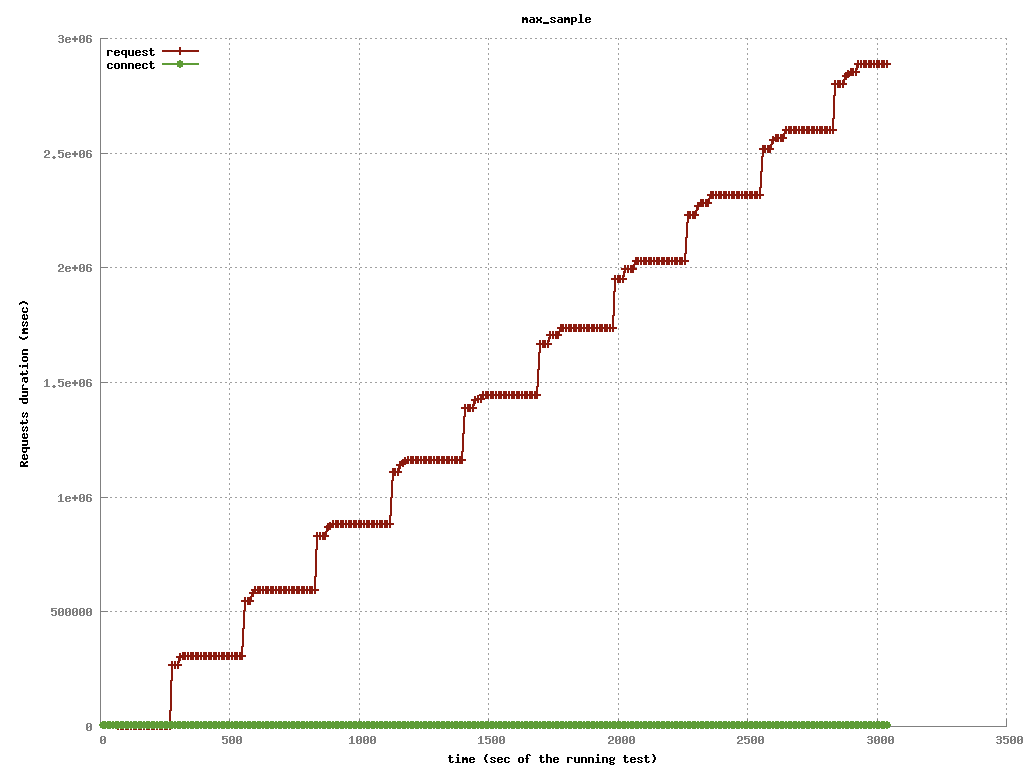 max_sample
3e+06
request
connect
2.5e+06
2e+06
1.5e+06
1e+06
500000
0
0 500 1000 1500 2000 2500 3000 3500
time (sec of the running test)
Requests duration (msec)